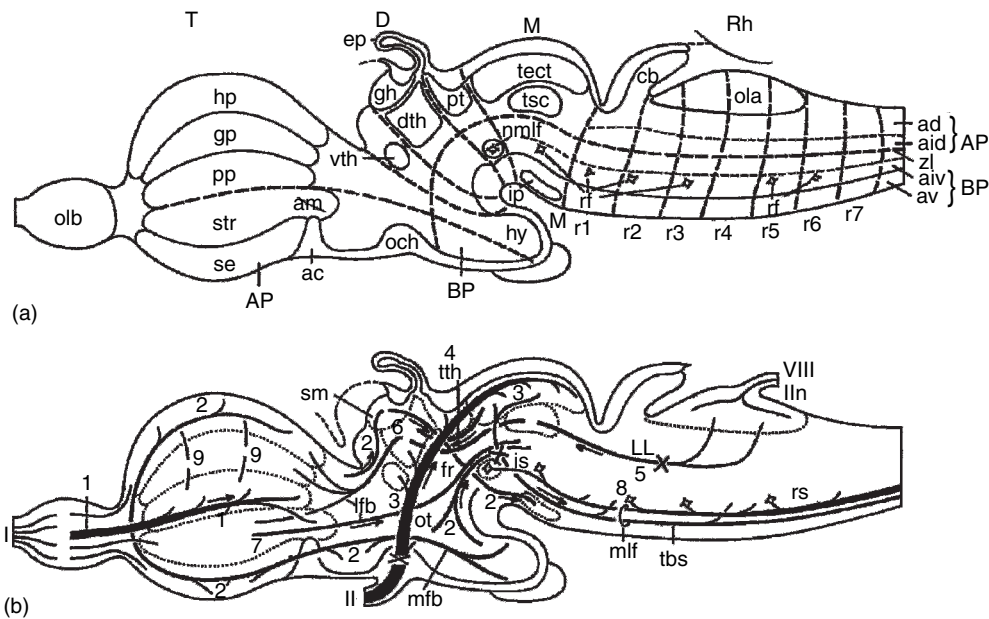 T D M Rh
ep
tect
cb
hp gh pt tsc ola
gp dth nmlf ad
aid AP
vth zl
pp aiv BP
am ip rf rf av
olb str M r1 r2 r3 r4 r5 r6 r7
och hy
se
ac
AP BP
(a)
4
tth VIII
sm 3 IIn
2 6
9 9 2 LL
1 fr is 5
3 8 rs
I 1 lfb 2
7 ot 2
2 mlf tbs
2 II mfb
(b)